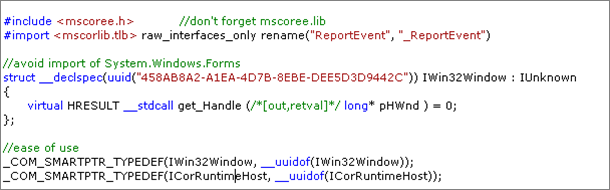 #include <mscoree.h> //don't forget mscoree.lib
#import <mscorlib.tlb> raw_interfaces_only rename("ReportEvent", "_ReportEvent")
//avoid import of System.Windows.Forms
struct __declspec(uuid("458AB8A2-A1EA-4D7B-8EBE-DEE5D3D9442C")) IWin32Window : IUnknown
{
virtual HRESULT __stdcall get_Handle (/*[out,retval]*/ long* pHWnd ) = 0;
};
//ease of use
_COM_SMARTPTR_TYPEDEF(IWin32Window, __uuidof(IWin32Window));
_COM_SMARTPTR_TYPEDEF(ICorRuntimeHost, __uuidof(ICorRuntimeHost));